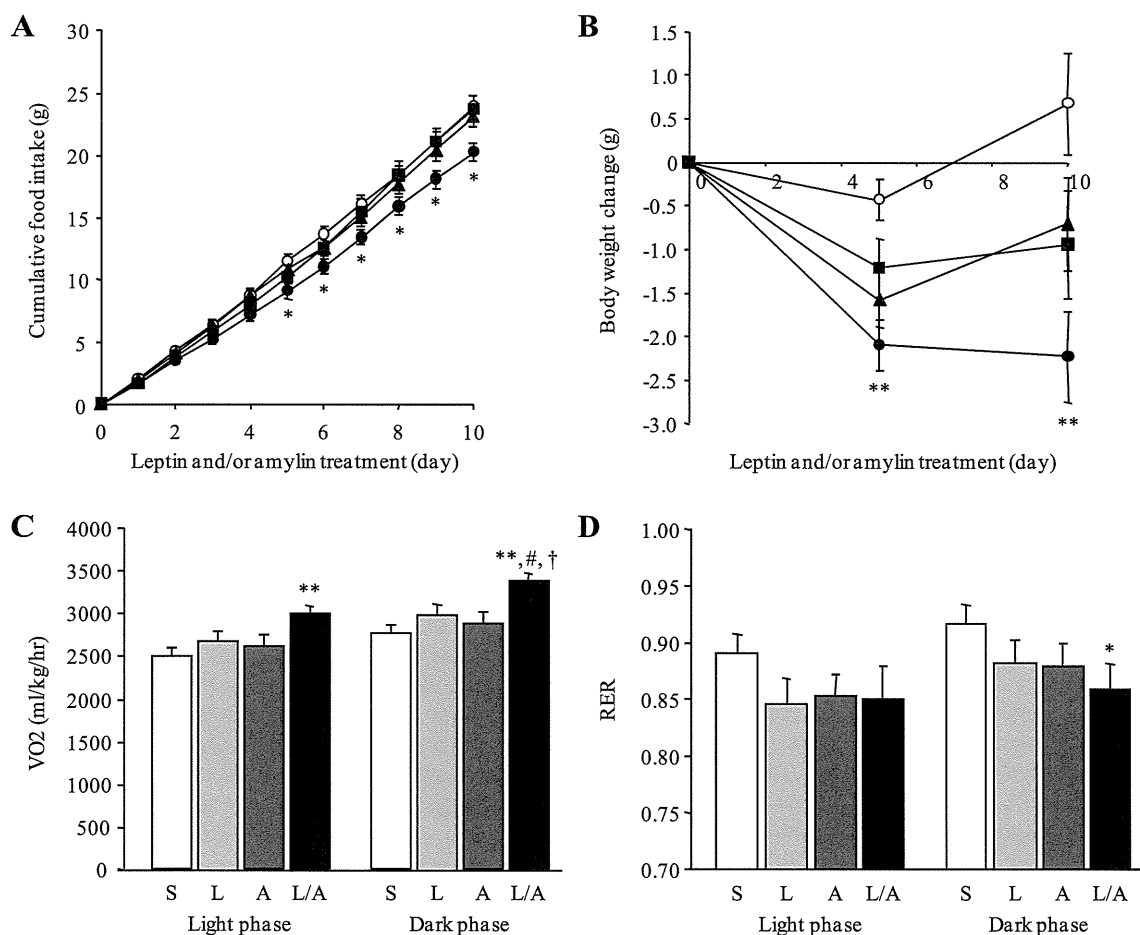 A
Cumulative food intake (g)
30
25
20
15
10
5
0
* * * * * *
0 2 4 6 8 10
Leptin and/or amylin treatment (day)
B
Body weight change (g)
1.5
1.0
0.5
0
-0.5
-1.0
-1.5
-2.0
-2.5
-3.0
0 2 4 6 8 10
** **
Leptin and/or amylin treatment (day)
C
VO2 (ml/kg/hr)
4000
3500
3000
2500
2000
1500
1000
500
0
**
**, #, †
S L A L/A S L A L/A
Light phase Dark phase
D
RER
1.00
0.95
0.90
0.85
0.80
0.75
0.70
*
S L A L/A S L A L/A
Light phase Dark phase